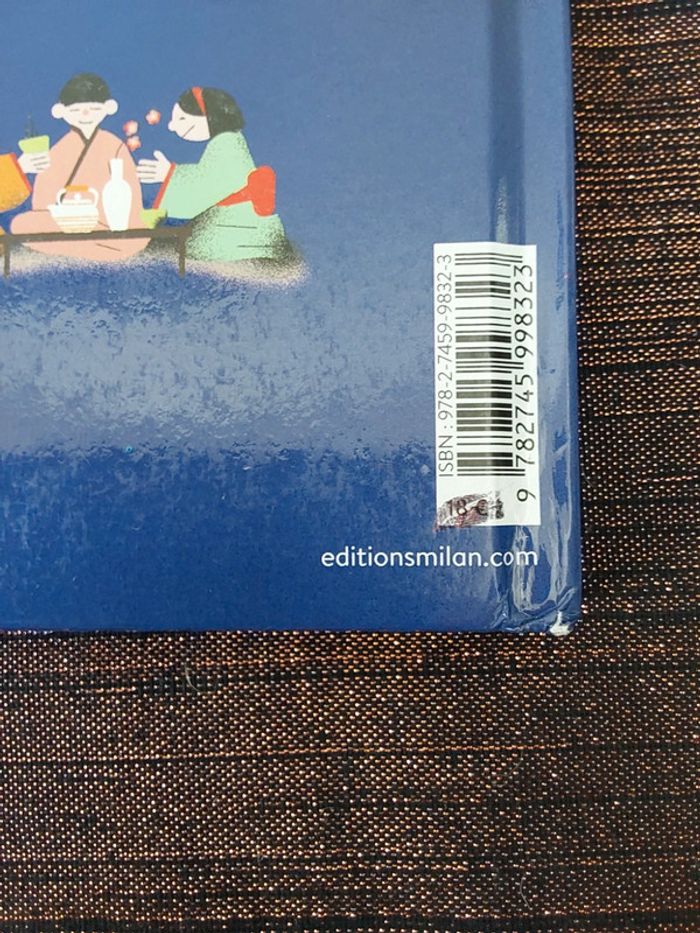 ISBN : 978-2-7459-9832-3
9 782745 998323
18 €
editionsmilan.com